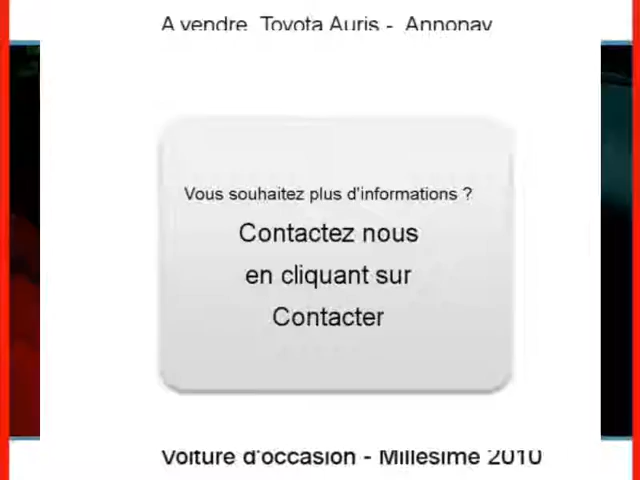 A vendre Toyota Auris - Annonay
Vous souhaitez plus d'informations ?
Contactez nous
en cliquant sur
Contacter
Voiture d'occasion - Millesime 2010